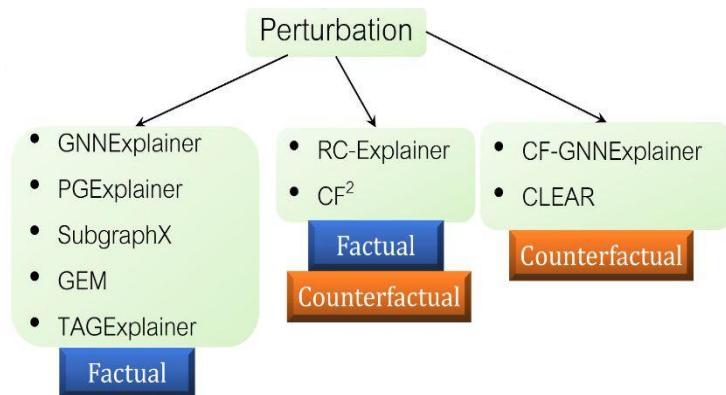 Perturbation
• GNNExplainer
• PGExplainer
• SubgraphX
• GEM
• TAGExplainer
Factual
• RC-Explainer
• CF²
Factual
Counterfactual
• CF-GNNExplainer
• CLEAR
Counterfactual